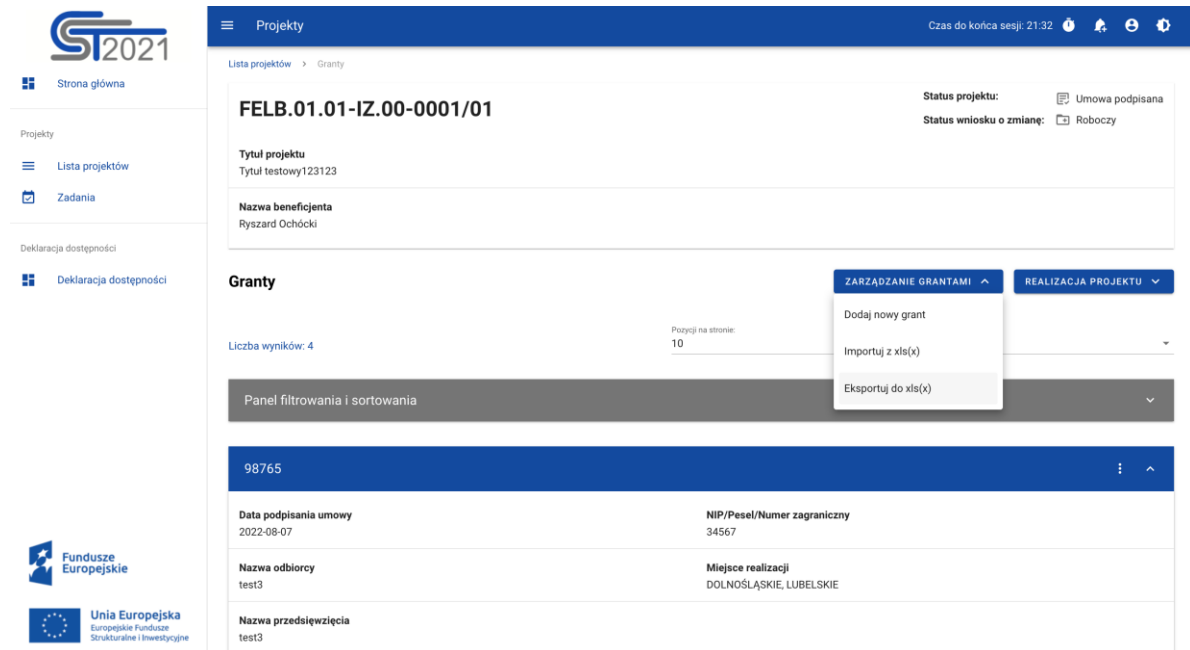 ST2021
Strona główna
Projekty
Lista projektów
Zadania
Deklaracja dostępności
Deklaracja dostępności
Fundusze
Europejskie
Unia Europejska
Europejskie Fundusze
Strukturalne i Inwestycyjne
Projekty
Czas do końca sesji: 21:32
Lista projektów > Granty
FELB.01.01-IZ.00-0001/01
Status projektu: Umowa podpisana
Status wniosku o zmianę: Roboczy
Tytuł projektu
Tytuł testowy123123
Nazwa beneficjenta
Ryszard Ochócki
Granty
ZARZĄDZANIE GRANTAMI
REALIZACJA PROJEKTU
Dodaj nowy grant
Importuj z xls(x)
Eksportuj do xls(x)
Liczba wyników: 4
Pozycji na stronie:
10
Panel filtrowania i sortowania
98765
Data podpisania umowy
2022-08-07
NIP/Pesel/Numer zagraniczny
34567
Nazwa odbiorcy
test3
Miejsce realizacji
DOLNOŚLĄSKIE, LUBELSKIE
Nazwa przedsięwzięcia
test3